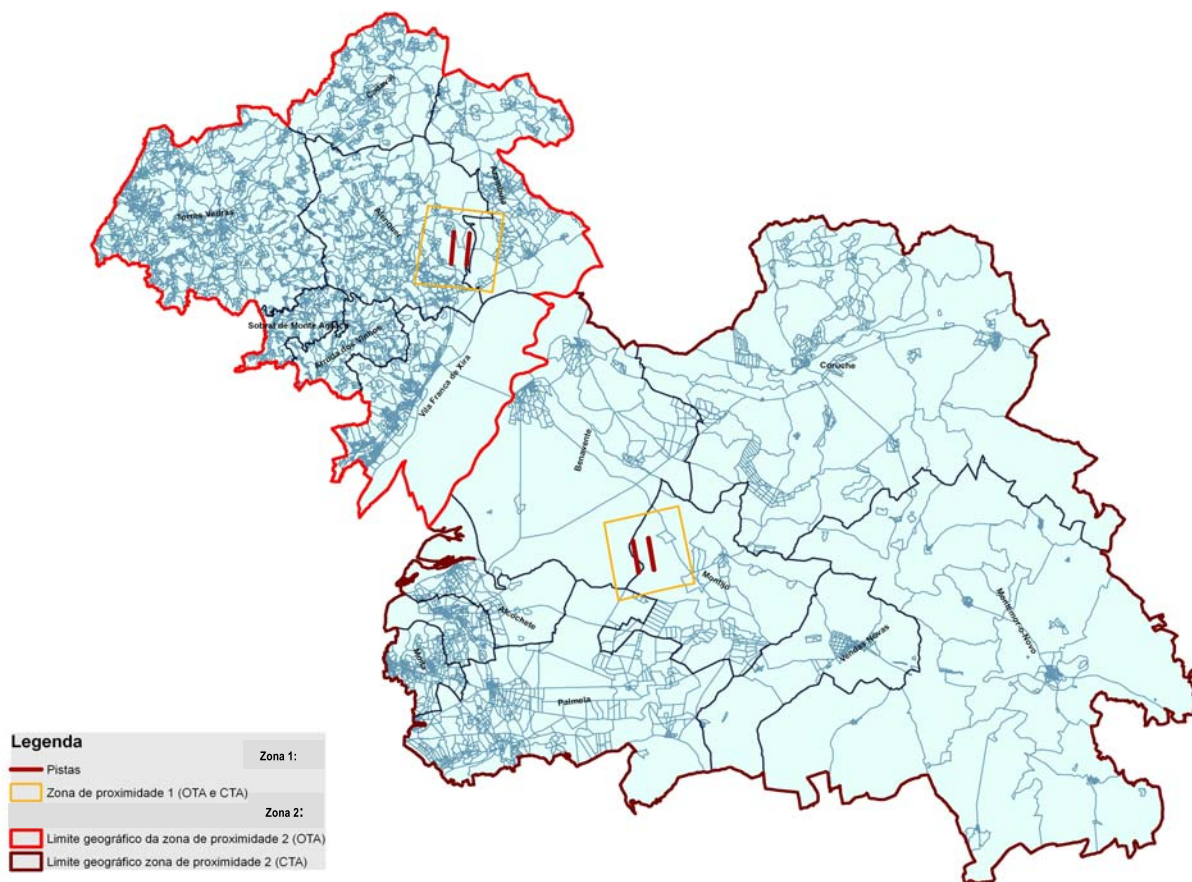 Cadaval
Azambuja
Torres Vedras
Alenquer
Sobral de Monte Agraço
Arruda dos Vinhos
Vila Franca de Xira
Coruche
Benavente
Montijo
Alcochete
Montemor-o-Novo
Vendas Novas
Moita
Palmela
Legenda
Zona 1:
Pistas
Zona de proximidade 1 (OTA e CTA)
Zona 2:
Limite geográfico da zona de proximidade 2 (OTA)
Limite geográfico zona de proximidade 2 (CTA)